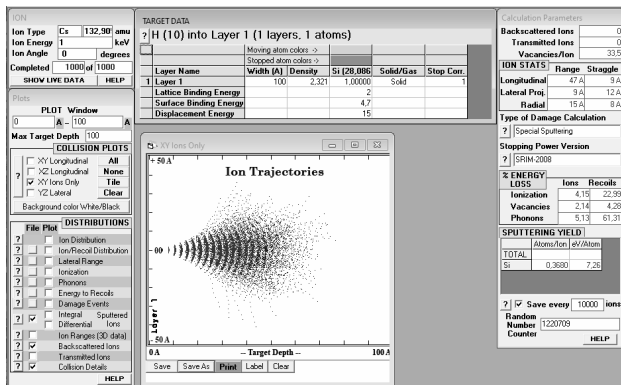 ION
Ion Type Cs 132,90 amu
Ion Energy 1 keV
Ion Angle 0 degrees
Completed 1000 of 1000
SHOW LIVE DATA HELP
Plots
PLOT Window
0 A - 100 A
Max Target Depth 100
COLLISION PLOTS
? XY Longitudinal All
XZ Longitudinal None
XY Ions Only Tile
YZ Lateral Clear
Background color White/Black
DISTRIBUTIONS
File Plot
? Ion Distribution
? Ion/Recoil Distribution
? Lateral Range
? Ionization
? Phonons
? Energy to Recoils
? Damage Events
? Integral Sputtered
Differential Ions
? Ion Ranges (3D data)
? Backscattered Ions
? Transmitted Ions
? Collision Details
HELP
TARGET DATA
? H (10) into Layer 1 (1 layers, 1 atoms)
Moving atom colors ->
Stopped atom colors ->
Layer Name Width [A] Density Si (28,086 Solid/Gas Stop Corr.
1 Layer 1 100 2,321 1,00000 Solid 1
Lattice Binding Energy 2
Surface Binding Energy 4,7
Displacement Energy 15
XY Ions Only
+ 50 A
Ion Trajectories
00
Layer 1
- 50 A
0 A -- Target Depth -- 100 A
Save Save As Print Label Clear
Calculation Parameters
Backscattered Ions 0
Transmitted Ions 0
Vacancies/Ion 33,5
ION STATS Range Straggle
Longitudinal 47 A 9 A
Lateral Proj. 9 A 12 A
Radial 15 A 8 A
Type of Damage Calculation
? Special Sputtering
Stopping Power Version
? SRIM-2008
% ENERGY LOSS Ions Recoils
Ionization 4,15 22,99
Vacancies 2,14 4,28
Phonons 5,13 61,31
SPUTTERING YIELD
Atoms/Ion eV/Atom
TOTAL
Si 0,3680 7,26
? Save every 10000 ions
Random
Number 1220709
Counter
HELP